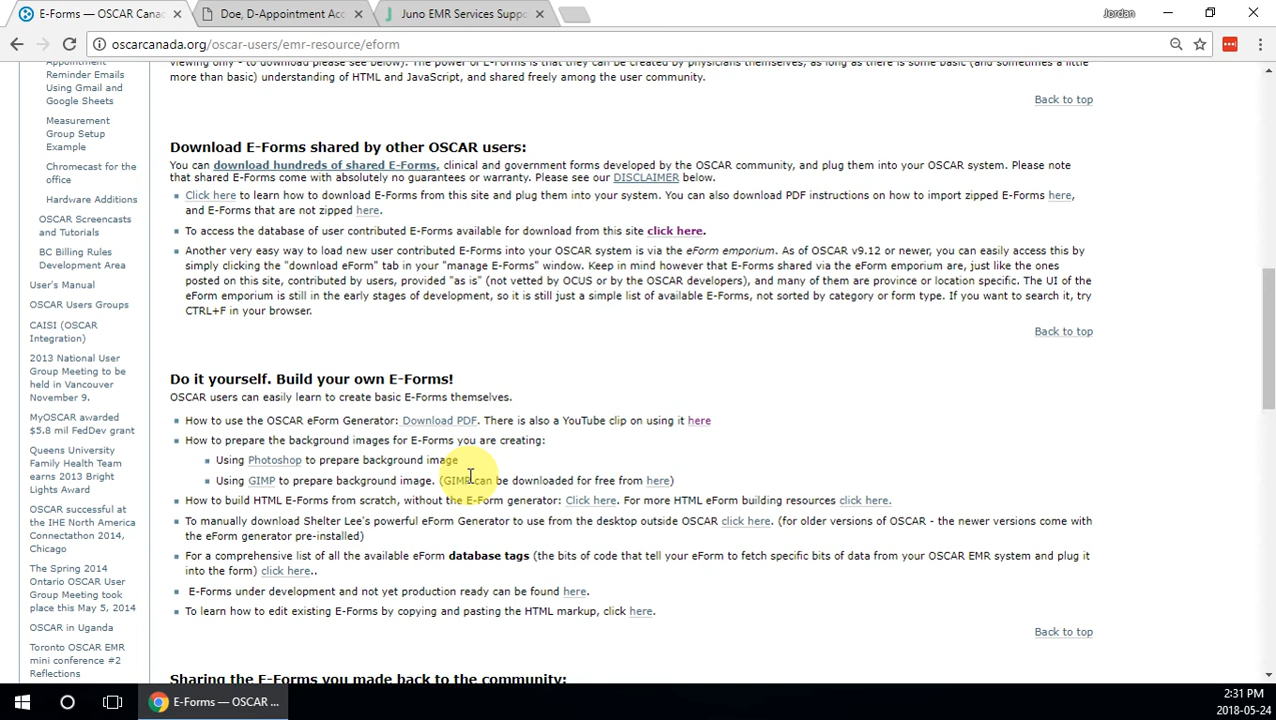 E-Forms — OSCAR Cana
Doe, D-Appointment Acc
Juno EMR Services Suppo
Jordan
oscarcanada.org/oscar-users/emr-resource/eform
viewing only - to download please see below). The power of E-Forms is that they can be created by physicians themselves, as long as there is some basic (and sometimes a little
more than basic) understanding of HTML and JavaScript, and shared freely among the user community.
Back to top
Appointment
Reminder Emails
Using Gmail and
Google Sheets
Measurement
Group Setup
Example
Chromecast for the
office
Hardware Additions
OSCAR Screencasts
and Tutorials
BC Billing Rules
Development Area
User's Manual
OSCAR Users Groups
CAISI (OSCAR
Integration)
2013 National User
Group Meeting to be
held in Vancouver
November 9.
MyOSCAR awarded
$5.8 mil FedDev grant
Queens University
Family Health Team
earns 2013 Bright
Lights Award
OSCAR successful at
the IHE North America
Connectathon 2014,
Chicago
The Spring 2014
Ontario OSCAR User
Group Meeting took
place this May 5, 2014
OSCAR in Uganda
Toronto OSCAR EMR
mini conference #2
Reflections
Download E-Forms shared by other OSCAR users:
You can download hundreds of shared E-Forms, clinical and government forms developed by the OSCAR community, and plug them into your OSCAR system. Please note
that shared E-Forms come with absolutely no guarantees or warranty. Please see our DISCLAIMER below.
Click here to learn how to download E-Forms from this site and plug them into your system. You can also download PDF instructions on how to import zipped E-Forms here,
and E-Forms that are not zipped here.
To access the database of user contributed E-Forms available for download from this site click here.
Another very easy way to load new user contributed E-Forms into your OSCAR system is via the eForm emporium. As of OSCAR v9.12 or newer, you can easily access this by
simply clicking the "download eForm" tab in your "manage E-Forms" window. Keep in mind however that E-Forms shared via the eForm emporium are, just like the ones
posted on this site, contributed by users, provided "as is" (not vetted by OCUS or by the OSCAR developers), and many of them are province or location specific. The UI of the
eForm emporium is still in the early stages of development, so it is still just a simple list of available E-Forms, not sorted by category or form type. If you want to search it, try
CTRL+F in your browser.
Back to top
Do it yourself. Build your own E-Forms!
OSCAR users can easily learn to create basic E-Forms themselves.
How to use the OSCAR eForm Generator: Download PDF. There is also a YouTube clip on using it here
How to prepare the background images for E-Forms you are creating:
Using Photoshop to prepare background image
Using GIMP to prepare background image. (GIMP can be downloaded for free from here)
How to build HTML E-Forms from scratch, without the E-Form generator: Click here. For more HTML eForm building resources click here.
To manually download Shelter Lee's powerful eForm Generator to use from the desktop outside OSCAR click here. (for older versions of OSCAR - the newer versions come with
the eForm generator pre-installed)
For a comprehensive list of all the available eForm database tags (the bits of code that tell your eForm to fetch specific bits of data from your OSCAR EMR system and plug it
into the form) click here..
E-Forms under development and not yet production ready can be found here.
To learn how to edit existing E-Forms by copying and pasting the HTML markup, click here.
Back to top
Sharing the E-Forms you made back to the community:
E-Forms — OSCAR ...
2:31 PM
2018-05-24